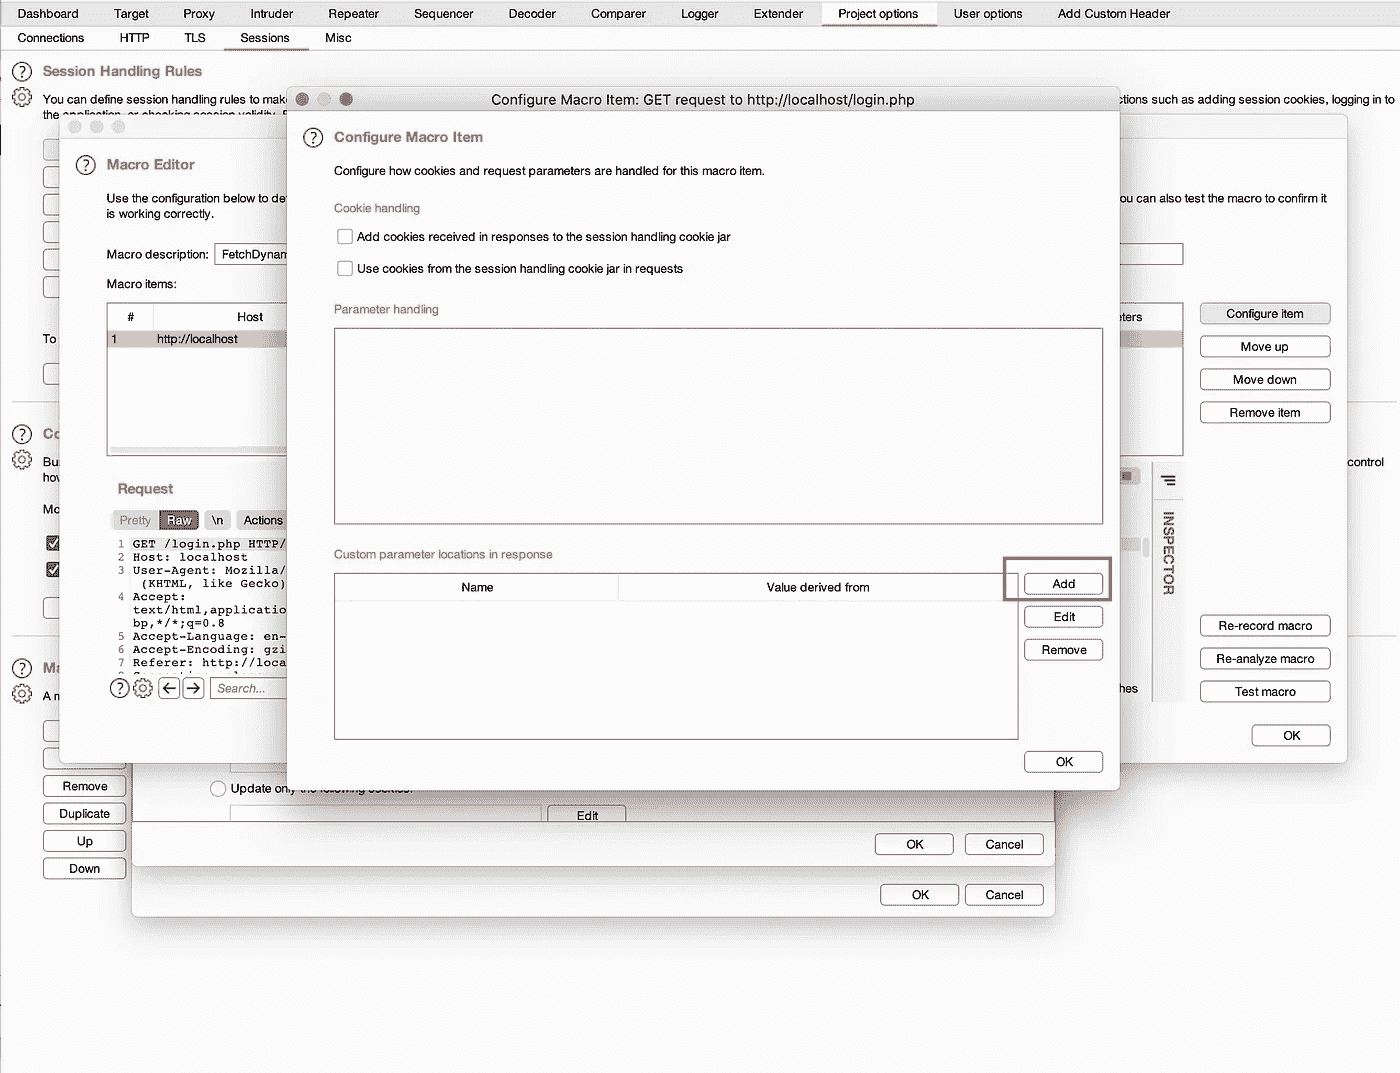 Dashboard Target Proxy Intruder Repeater Sequencer Decoder Comparer Logger Extender Project options User options Add Custom Header
Connections HTTP TLS Sessions Misc
? Session Handling Rules
You can define session handling rules to mak
ctions such as adding session cookies, logging in to
the application, or checking session validity.
Configure Macro Item: GET request to http://localhost/login.php
? Configure Macro Item
Configure how cookies and request parameters are handled for this macro item.
Cookie handling
Add cookies received in responses to the session handling cookie jar
Use cookies from the session handling cookie jar in requests
Parameter handling
Custom parameter locations in response
Name Value derived from
Add
Edit
Remove
OK
? Macro Editor
Use the configuration below to de
ou can also test the macro to confirm it
is working correctly.
Macro description: FetchDynam
Macro items:
# Host
eters
1 http://localhost
Configure item
Move up
Move down
Remove item
Request
Pretty Raw \n Actions
1 GET /login.php HTTP/
2 Host: localhost
3 User-Agent: Mozilla/
(KHTML, like Gecko)
4 Accept:
text/html,applicatio
bp,*/*;q=0.8
5 Accept-Language: en-
6 Accept-Encoding: gzi
7 Referer: http://loca
? Search...
hes
INSPECTOR
Re-record macro
Re-analyze macro
Test macro
OK
To
? Co
Bu
control
how
Mo
? Ma
A m
Remove
Duplicate
Up
Down
Update only the following cookies:
Edit
OK Cancel
OK Cancel